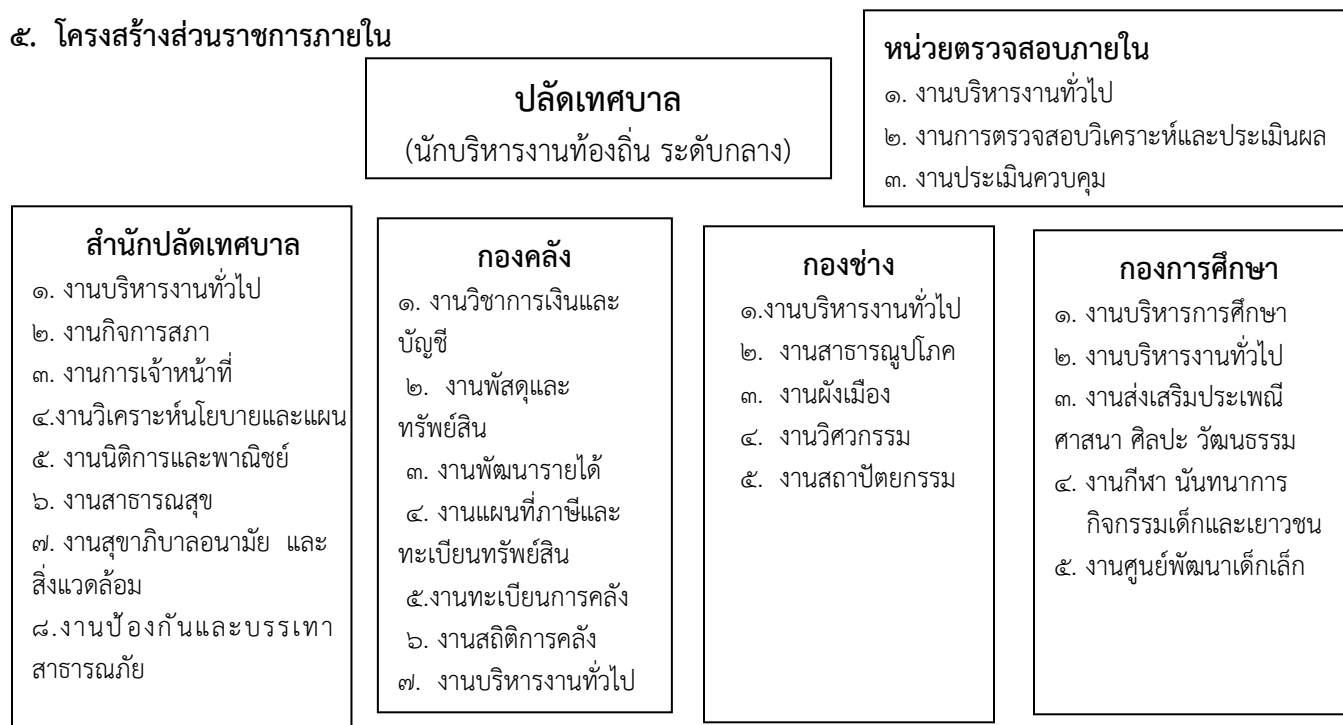 ๕. โครงสร้างส่วนราชการภายใน
ปลัดเทศบาล
(นักบริหารงานท้องถิ่น ระดับกลาง)
หน่วยตรวจสอบภายใน
๑. งานบริหารงานทั่วไป
๒. งานการตรวจสอบวิเคราะห์และประเมินผล
๓. งานประเมินควบคุม
สำนักปลัดเทศบาล
๑. งานบริหารงานทั่วไป
๒. งานกิจการสภา
๓. งานการเจ้าหน้าที่
๔.งานวิเคราะห์นโยบายและแผน
๕. งานนิติการและพาณิชย์
๖. งานสาธารณสุข
๗. งานสุขาภิบาลอนามัย และ
สิ่งแวดล้อม
๘.งานป้องกันและบรรเทา
สาธารณภัย
กองคลัง
๑. งานวิชาการเงินและ
บัญชี
๒. งานพัสดุและ
ทรัพย์สิน
๓. งานพัฒนารายได้
๔. งานแผนที่ภาษีและ
ทะเบียนทรัพย์สิน
๕.งานทะเบียนการคลัง
๖. งานสถิติการคลัง
๗. งานบริหารงานทั่วไป
กองช่าง
๑.งานบริหารงานทั่วไป
๒. งานสาธารณูปโภค
๓. งานผังเมือง
๔. งานวิศวกรรม
๕. งานสถาปัตยกรรม
กองการศึกษา
๑. งานบริหารการศึกษา
๒. งานบริหารงานทั่วไป
๓. งานส่งเสริมประเพณี
ศาสนา ศิลปะ วัฒนธรรม
๔. งานกีฬา นันทนาการ
กิจกรรมเด็กและเยาวชน
๕. งานศูนย์พัฒนาเด็กเล็ก